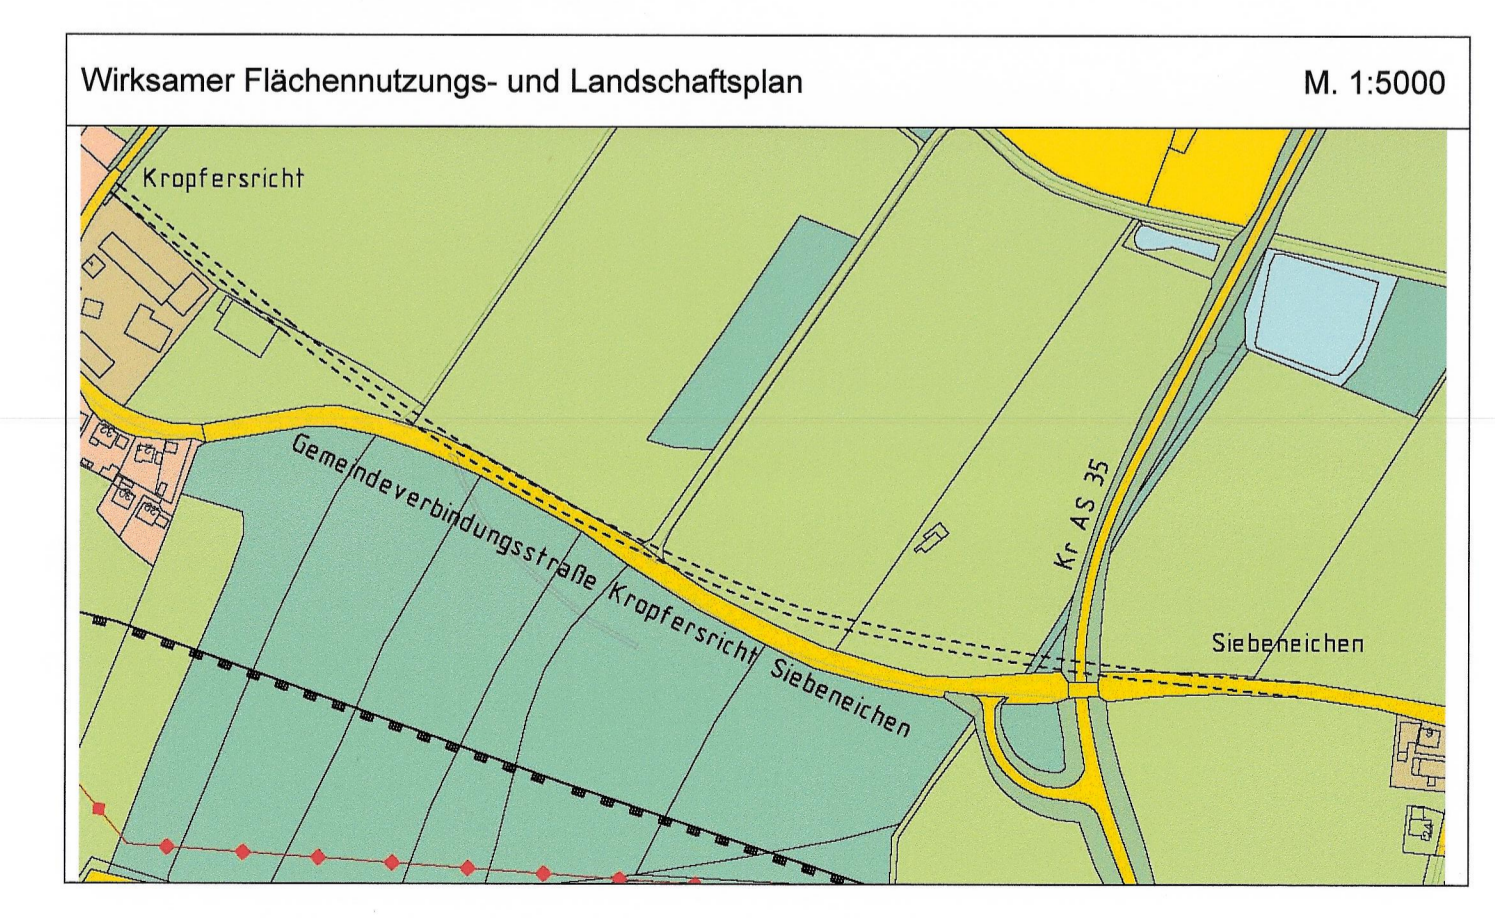 Wirksamer Flächennutzungs- und Landschaftsplan
M. 1:5000
Kropfersricht
Gemeindeverbindungsstraße Kropfersricht Siebeneichen
Kr AS 35
Siebeneichen